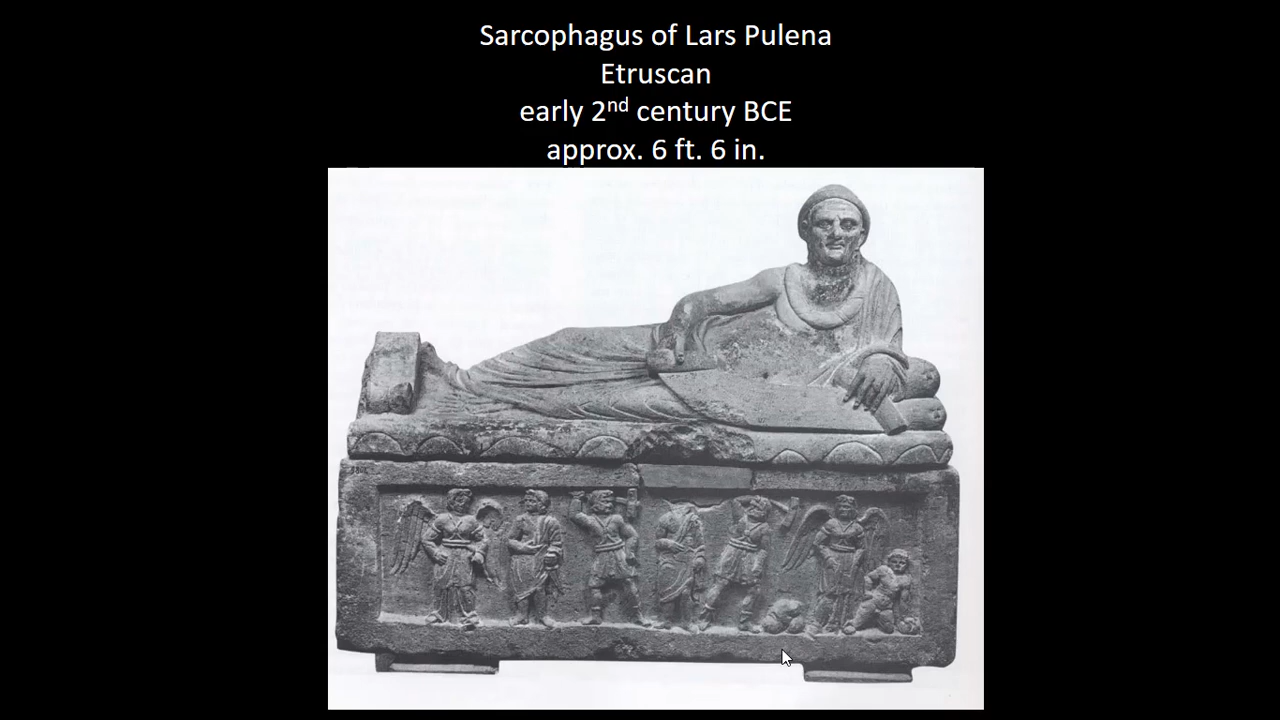 Sarcophagus of Lars Pulena
Etruscan
early 2nd century BCE
approx. 6 ft. 6 in.